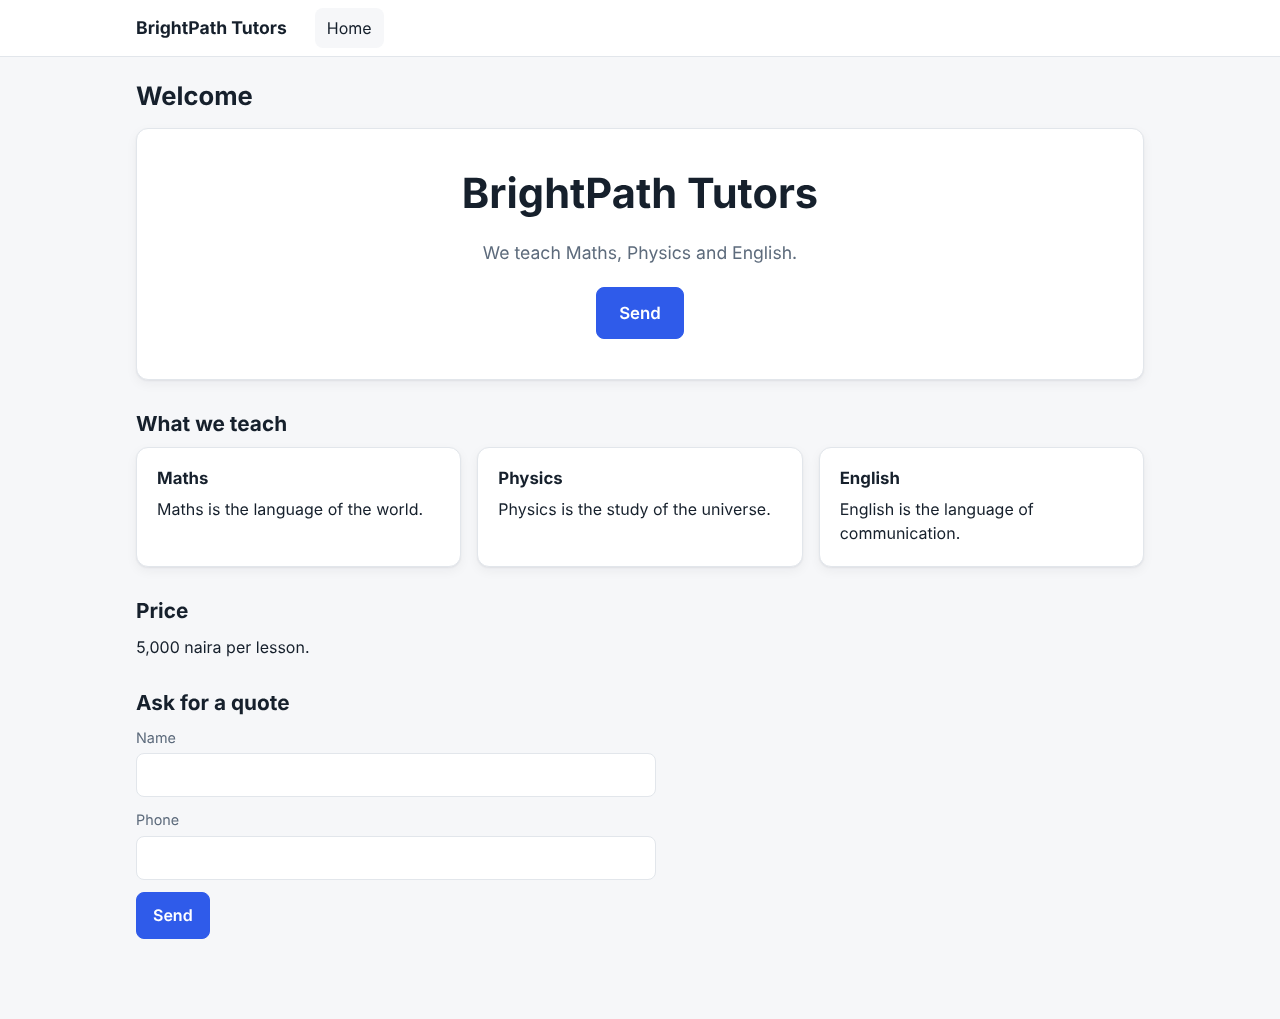 BrightPath Tutors
Home
Welcome
BrightPath Tutors
We teach Maths, Physics and English.
Send
What we teach
Maths
Maths is the language of the world.
Physics
Physics is the study of the universe.
English
English is the language of
communication.
Price
5,000 naira per lesson.
Ask for a quote
Name
Phone
Send